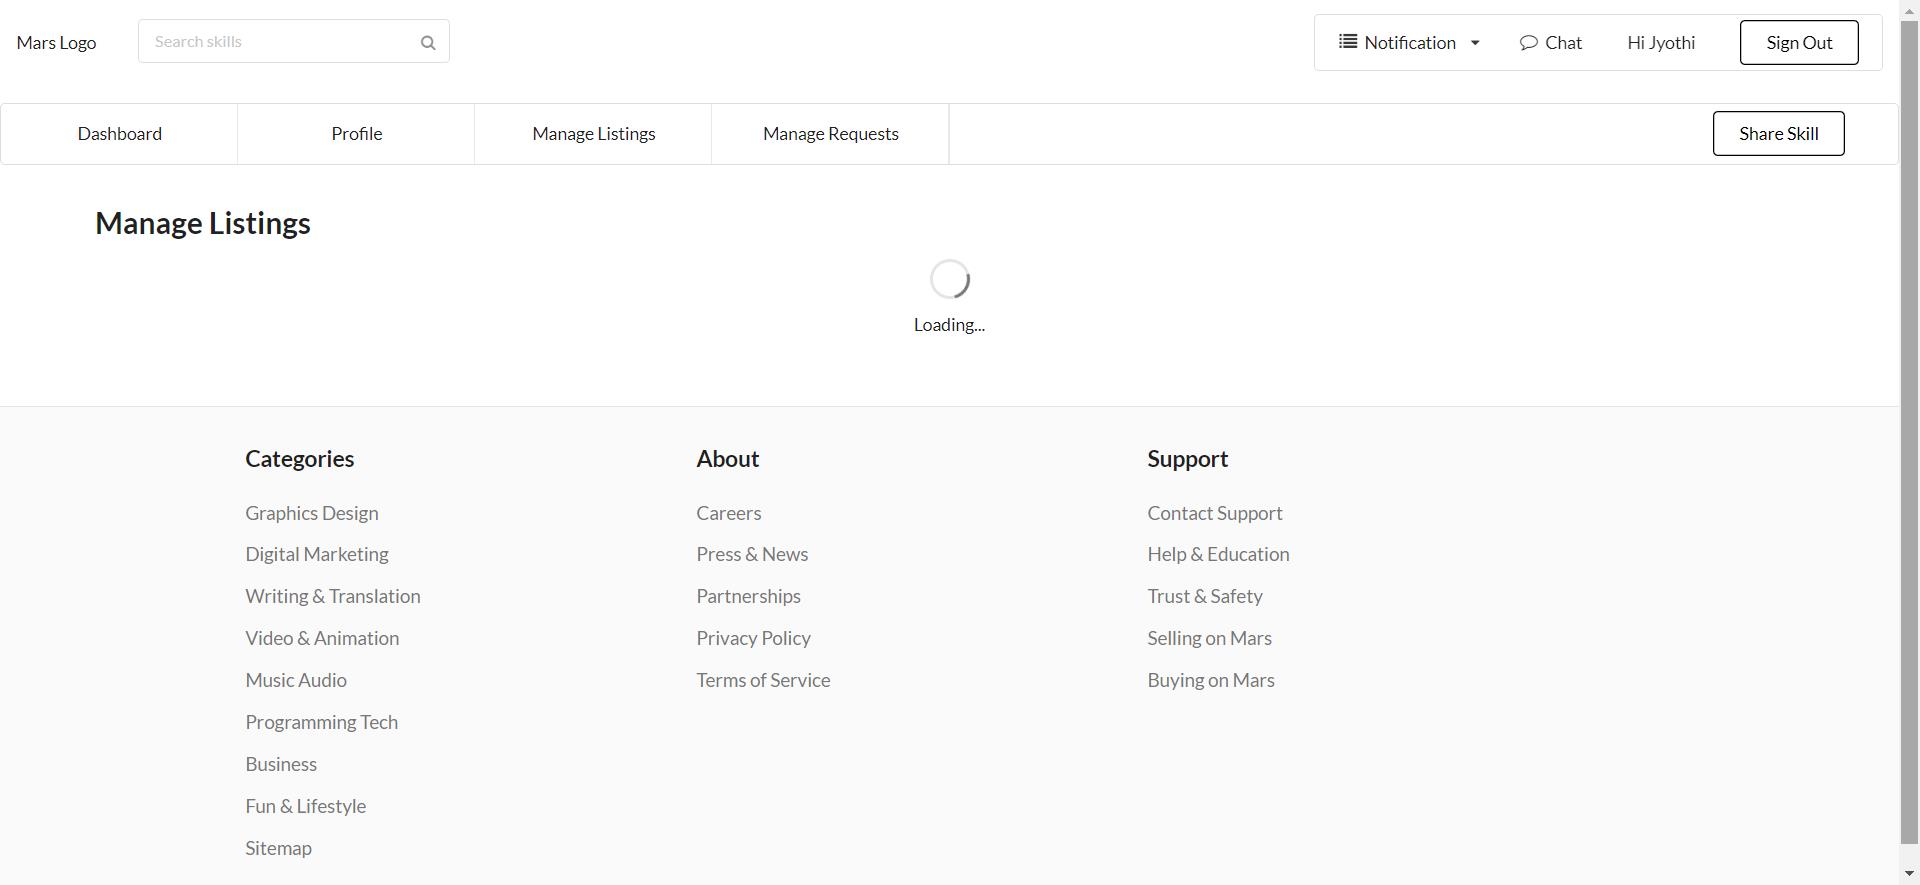 Mars Logo
Search skills
Notification
Chat
Hi Jyothi
Sign Out
Dashboard
Profile
Manage Listings
Manage Requests
Share Skill
Manage Listings
Loading...
Categories
Graphics Design
Digital Marketing
Writing & Translation
Video & Animation
Music Audio
Programming Tech
Business
Fun & Lifestyle
Sitemap
About
Careers
Press & News
Partnerships
Privacy Policy
Terms of Service
Support
Contact Support
Help & Education
Trust & Safety
Selling on Mars
Buying on Mars